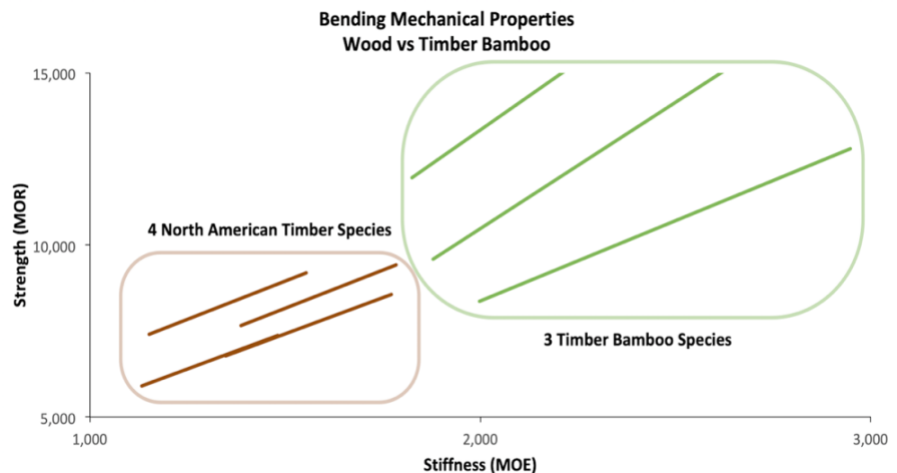 Bending Mechanical Properties
Wood vs Timber Bamboo
15,000
4 North American Timber Species
10,000
Strength (MOR)
3 Timber Bamboo Species
5,000
1,000
2,000
3,000
Stiffness (MOE)